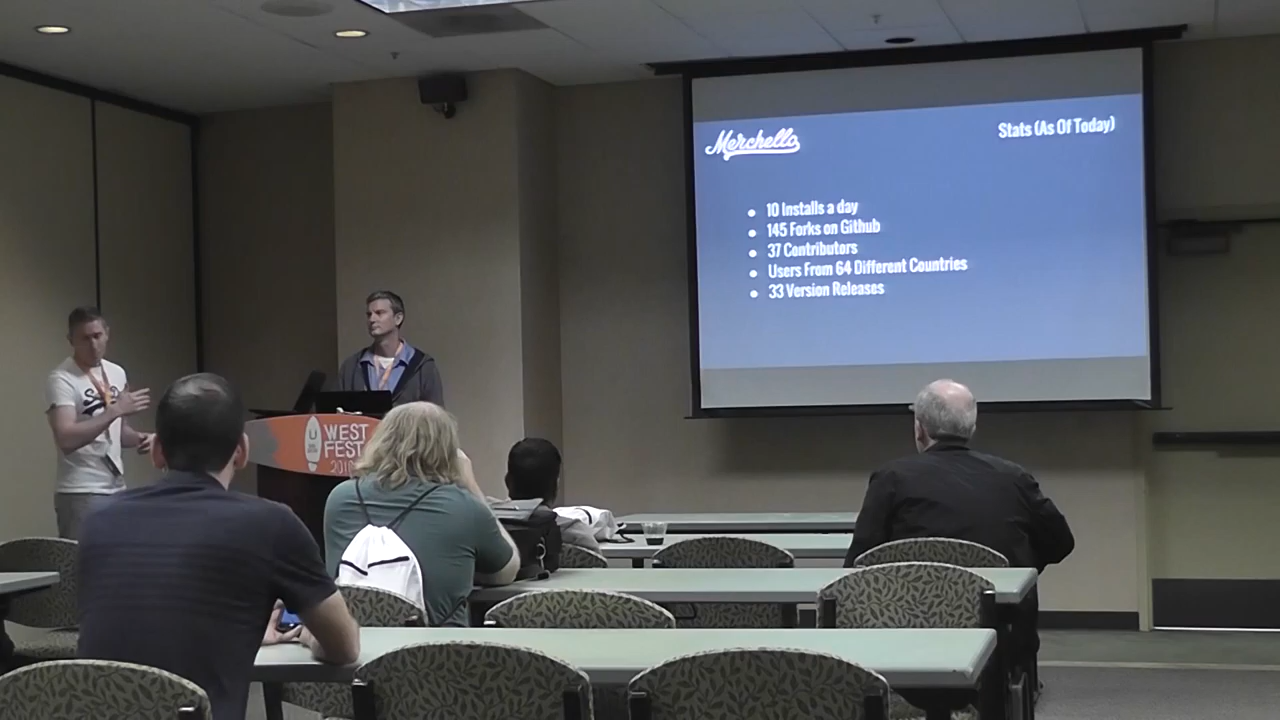 Merchello
Stats (As Of Today)
10 Installs a day
145 Forks on Github
37 Contributors
Users From 64 Different Countries
33 Version Releases
U
WEST
FEST